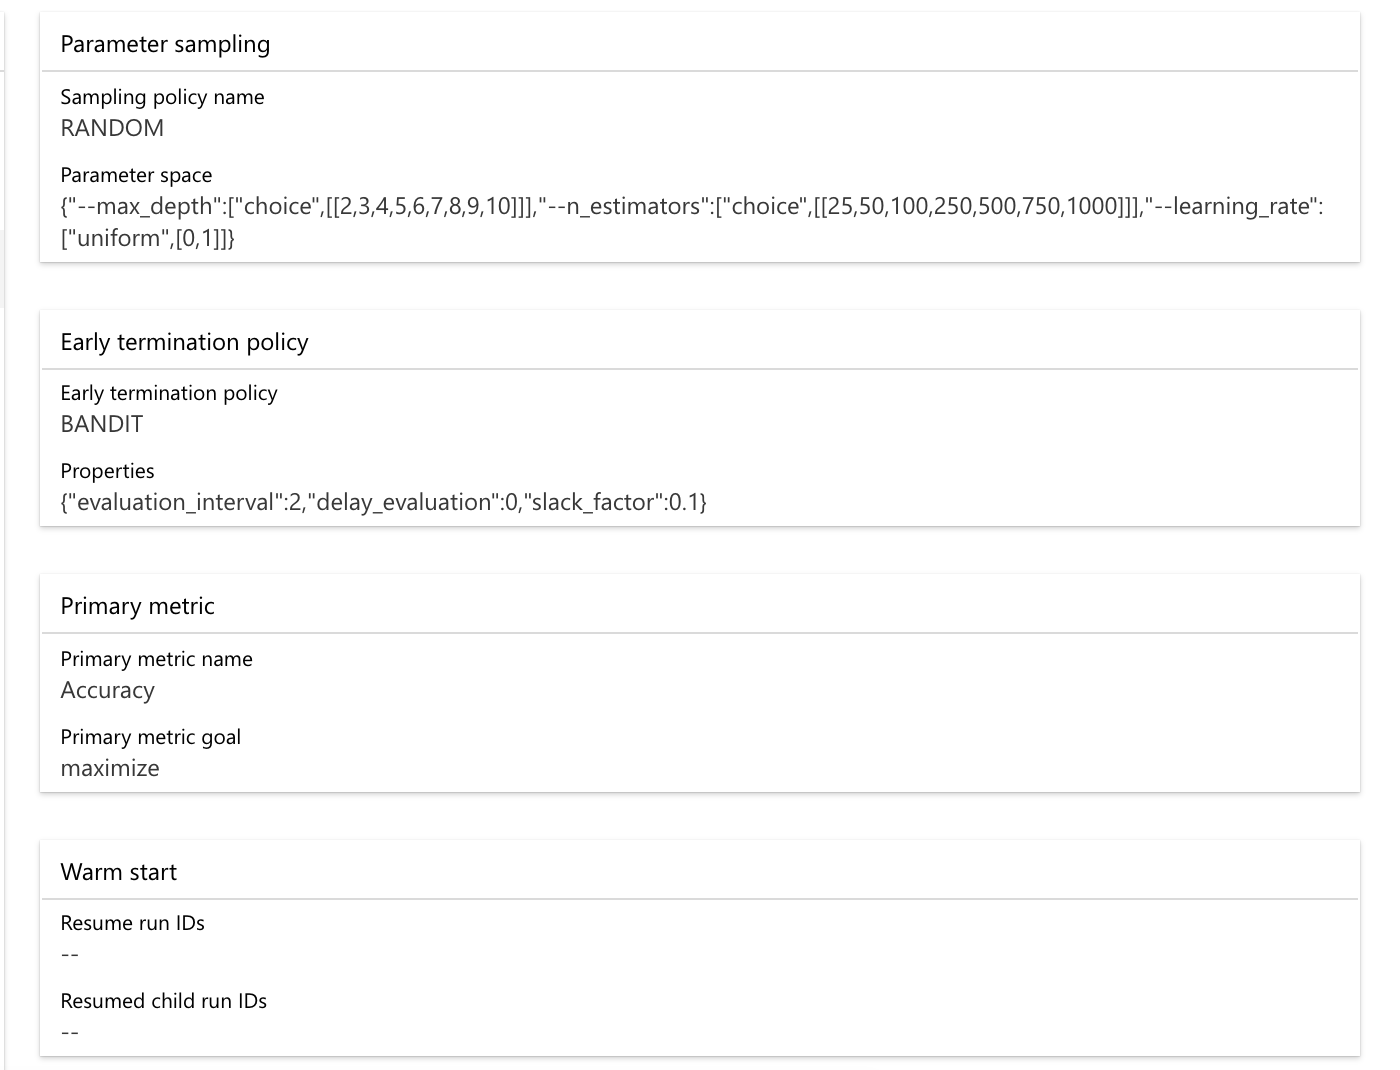 Parameter sampling
Sampling policy name
RANDOM
Parameter space
{"--max_depth":["choice",[[2,3,4,5,6,7,8,9,10]]],"--n_estimators":["choice",[[25,50,100,250,500,750,1000]]],"--learning_rate":
["uniform",[0,1]]}
Early termination policy
Early termination policy
BANDIT
Properties
{"evaluation_interval":2,"delay_evaluation":0,"slack_factor":0.1}
Primary metric
Primary metric name
Accuracy
Primary metric goal
maximize
Warm start
Resume run IDs
--
Resumed child run IDs
--